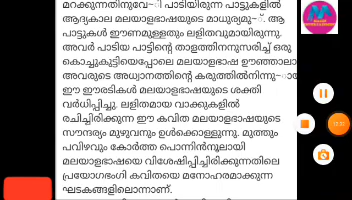 മറക്കുന്നതിനുവേ~ി പാടിയിരുന്ന പാട്ടുകളിൽ
ആദ്യകാല മലയാളഭാഷയുടെ മാധുര്യമു~്. ആ
പാട്ടുകൾ ഈണമുള്ളതും ലളിതവുമായിരുന്നു.
അവർ പാടിയ പാട്ടിന്റെ താളത്തിനനുസരിച്ച് ഒരു
കൊച്ചുകുട്ടിയെപ്പോലെ മലയാളഭാഷ ഊഞ്ഞാലാ
അവരുടെ അധ്വാനത്തിന്റെ കരുത്തിൽനിന്നു~ായ
ഈ ഈരടികൾ മലയാളഭാഷയുടെ ശക്തി
വർധിപ്പിച്ചു. ലളിതമായ വാക്കുകളിൽ
രചിച്ചിരിക്കുന്ന ഈ കവിത മലയാളഭാഷയുടെ
സൗന്ദര്യം മുഴുവനും ഉൾക്കൊള്ളുന്നു. മുത്തും
പവിഴവും കോർത്ത പൊന്നിൻനൂലായി
മലയാളഭാഷയെ വിശേഷിപ്പിച്ചിരിക്കുന്നതിലെ
പ്രയോഗഭംഗി കവിതയെ മനോഹരമാക്കുന്ന
ഘടകങ്ങളിലൊന്നാണ്.